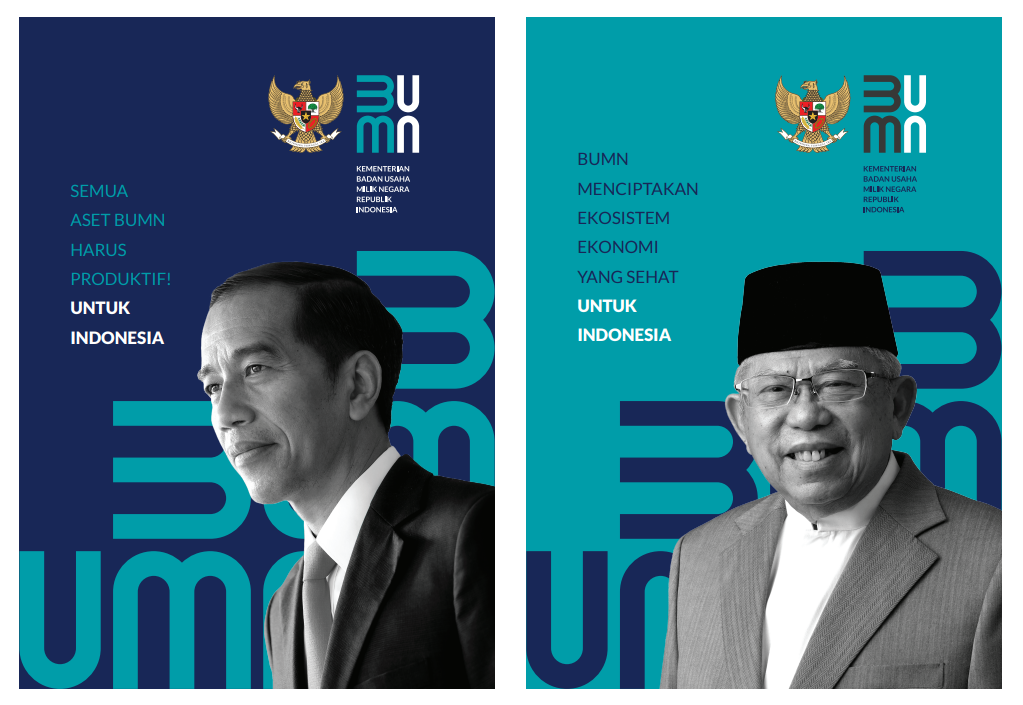 BUMN
KEMENTERIAN
BADAN USAHA
MILIK NEGARA
REPUBLIK
INDONESIA
SEMUA
ASET BUMN
HARUS
PRODUKTIF!
UNTUK
INDONESIA
BUMN
UMN
BUMN
KEMENTERIAN
BADAN USAHA
MILIK NEGARA
REPUBLIK
INDONESIA
BUMN
MENCIPTAKAN
EKOSISTEM
EKONOMI
YANG SEHAT
UNTUK
INDONESIA